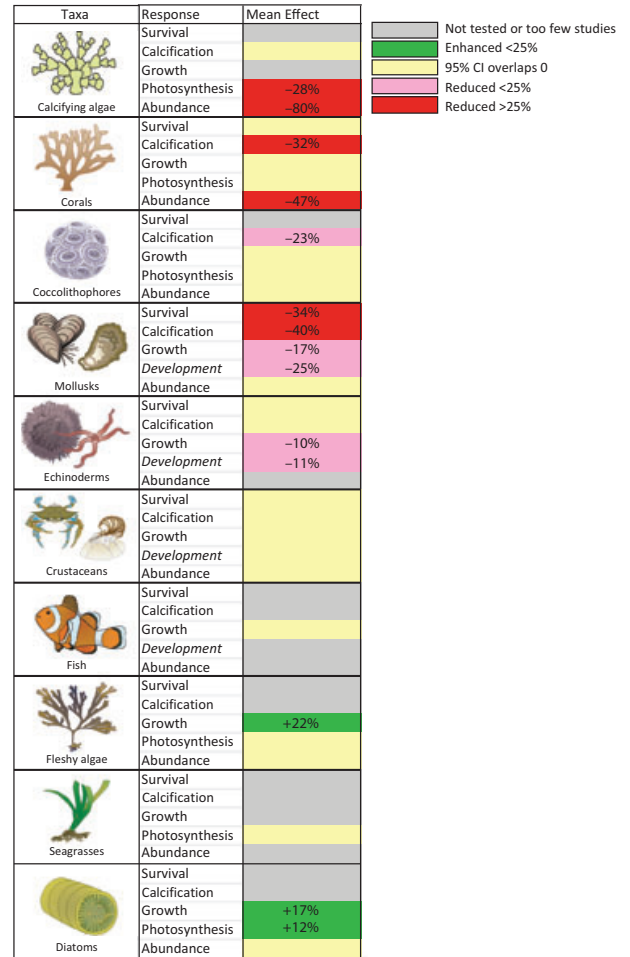 Taxa Response Mean Effect
Survival
Calcification
Growth
Photosynthesis –28%
Abundance –80%
Calcifying algae
Survival
Calcification –32%
Growth
Photosynthesis
Abundance –47%
Corals
Survival
Calcification –23%
Growth
Photosynthesis
Abundance
Coccolithophores
Survival –34%
Calcification –40%
Growth –17%
Development –25%
Abundance
Mollusks
Survival
Calcification
Growth –10%
Development –11%
Abundance
Echinoderms
Survival
Calcification
Growth
Development
Abundance
Crustaceans
Survival
Calcification
Growth
Development
Abundance
Fish
Survival
Calcification
Growth +22%
Photosynthesis
Abundance
Fleshy algae
Survival
Calcification
Growth
Photosynthesis
Abundance
Seagrasses
Survival
Calcification
Growth +17%
Photosynthesis +12%
Abundance
Diatoms
Not tested or too few studies
Enhanced <25%
95% CI overlaps 0
Reduced <25%
Reduced >25%